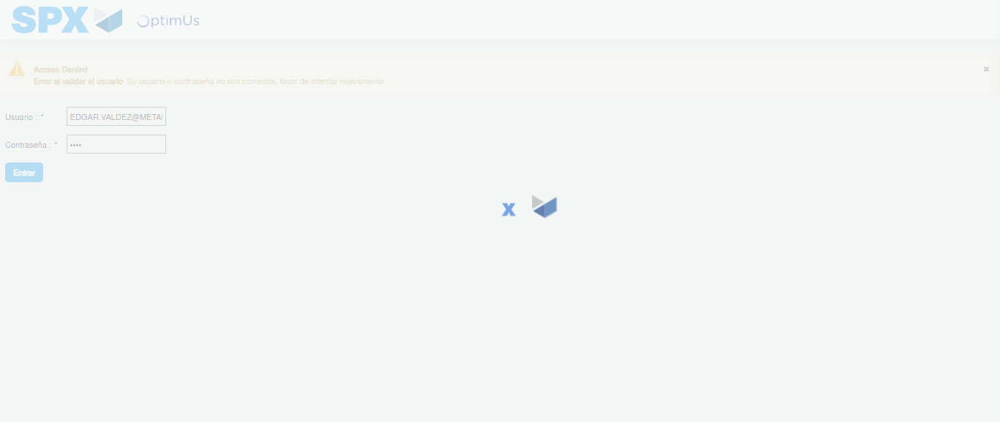 SPX OptimUs
Access Denied
Error al validar el usuario Su usuario o contraseña no son correctos, favor de intentar nuevamente
Usuario : * EDGAR.VALDEZ@META
Contraseña : * ••••
Entrar
X